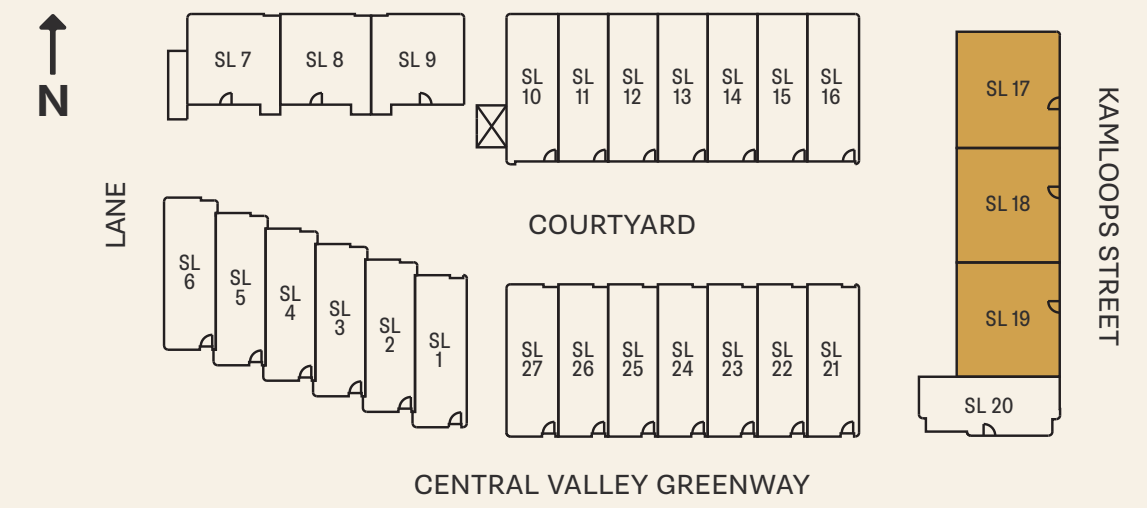 N
SL 7
SL 8
SL 9
SL
10
SL
11
SL
12
SL
13
SL
14
SL
15
SL
16
SL 17
SL 18
SL 19
SL 20
KAMLOOPS STREET
LANE
COURTYARD
SL
6
SL
5
SL
4
SL
3
SL
2
SL
1
SL
27
SL
26
SL
25
SL
24
SL
23
SL
22
SL
21
CENTRAL VALLEY GREENWAY